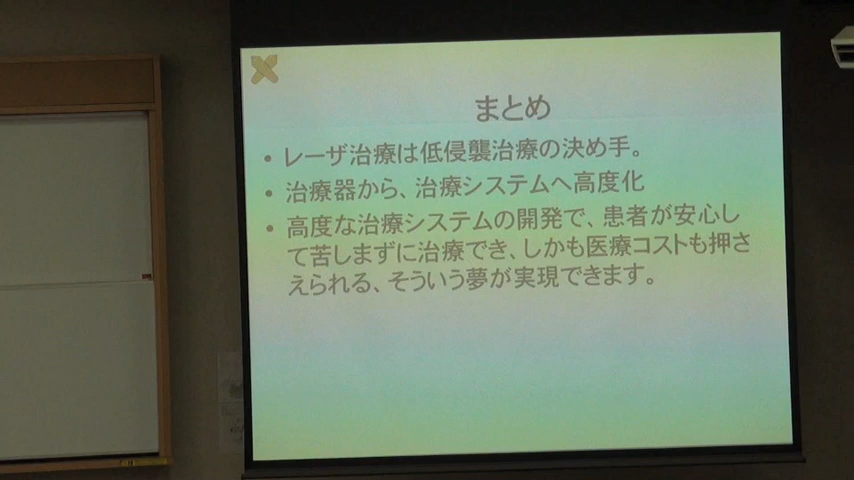 まとめ
• レーザ治療は低侵襲治療の決め手。
• 治療器から、治療システムへ高度化
• 高度な治療システムの開発で、患者が安心し
て苦しまずに治療でき、しかも医療コストも押さ
えられる、そういう夢が実現できます。